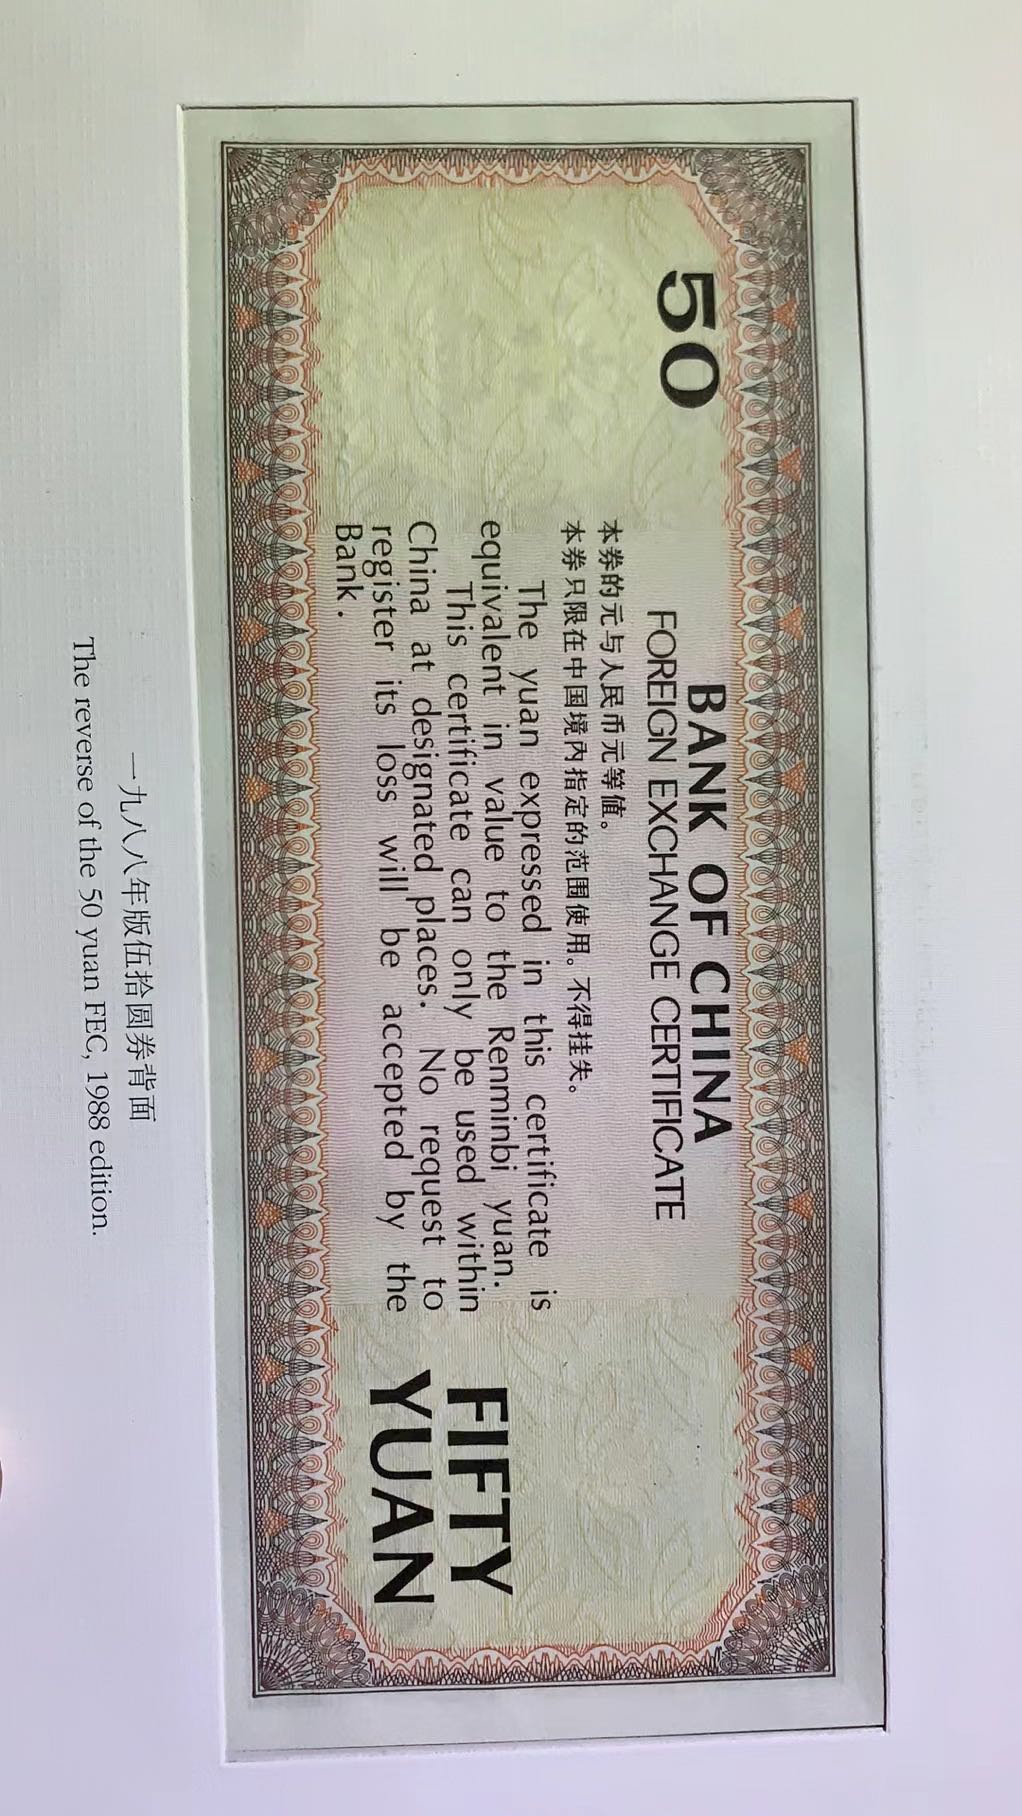 50
BANK OF CHINA
FOREIGN EXCHANGE CERTIFICATE
本券的元与人民币元等值。
本券只限在中国境内指定的范围使用。不得挂失。
The yuan expressed in this certificate is
equivalent in value to the Renminbi yuan.
This certificate can only be used within
China at designated places. No request to
register its loss will be accepted by the
Bank.
FIFTY
YUAN
一九八八年版伍拾圆券背面
The reverse of the 50 yuan FEC, 1988 edition.